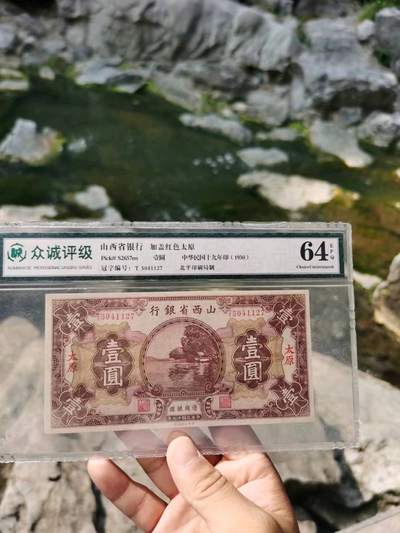 众诚评级
山西省银行 加盖红色太原
Pick# S2657m 壹圆 中华民国十九年印 (1930)
冠字编号: T 5041127 北平印刷局制
64 EPQ
Choice Uncirculated
行银省西山
T5041127
T5041127
壹
圓
壹
圓
太原
太原